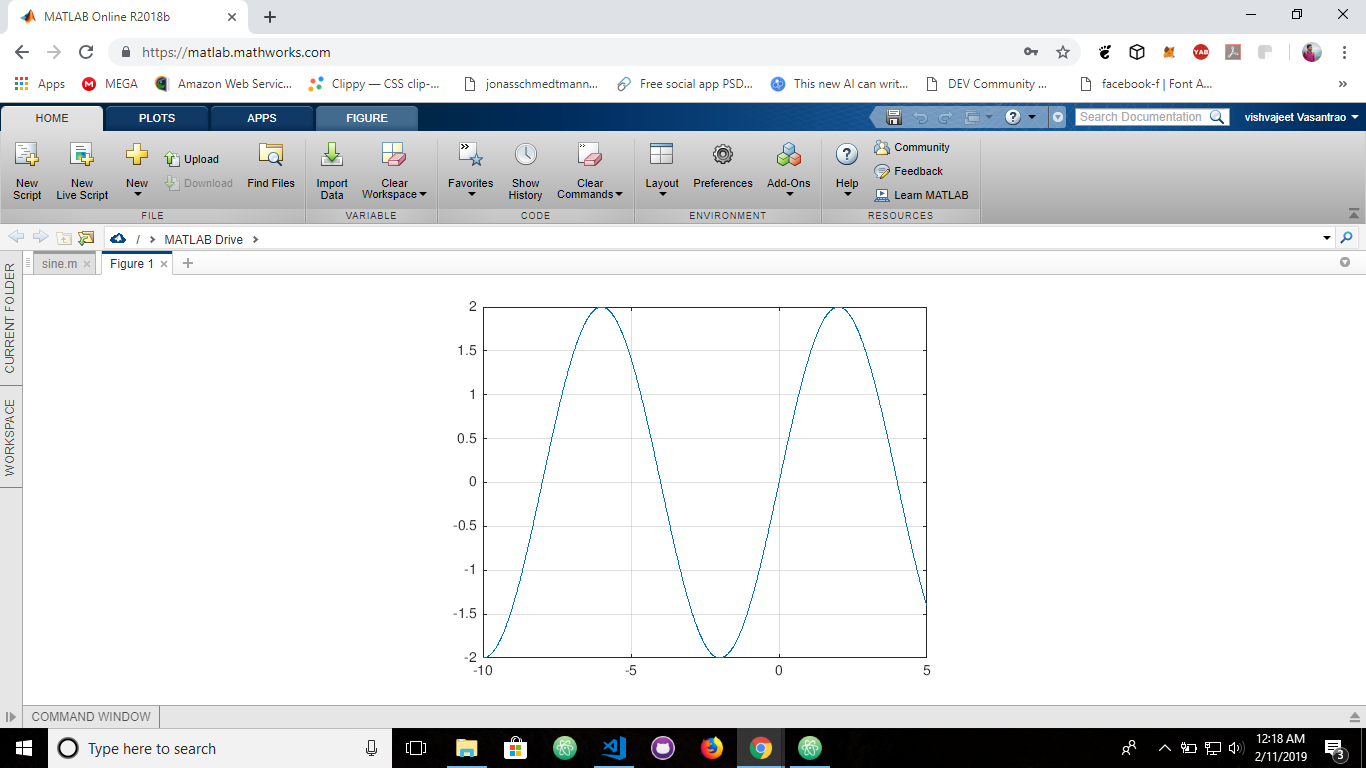 MATLAB Online R2018b
https://matlab.mathworks.com
Apps MEGA Amazon Web Servic... Clippy — CSS clip-... jonasschmedtmann... Free social app PSD... This new AI can writ... DEV Community ... facebook-f | Font A... »
HOME PLOTS APPS FIGURE Search Documentation vishvajeet Vasantrao
New Script
New Live Script
New
Upload
Download
Find Files
Import Data
Clear Workspace
Favorites
Show History
Clear Commands
Layout
Preferences
Add-Ons
Help
Community
Feedback
Learn MATLAB
FILE VARIABLE CODE ENVIRONMENT RESOURCES
/ MATLAB Drive
sine.m Figure 1
CURRENT FOLDER
WORKSPACE
2
1.5
1
0.5
0
-0.5
-1
-1.5
-2
-10 -5 0 5
COMMAND WINDOW
Type here to search
12:18 AM
2/11/2019
3